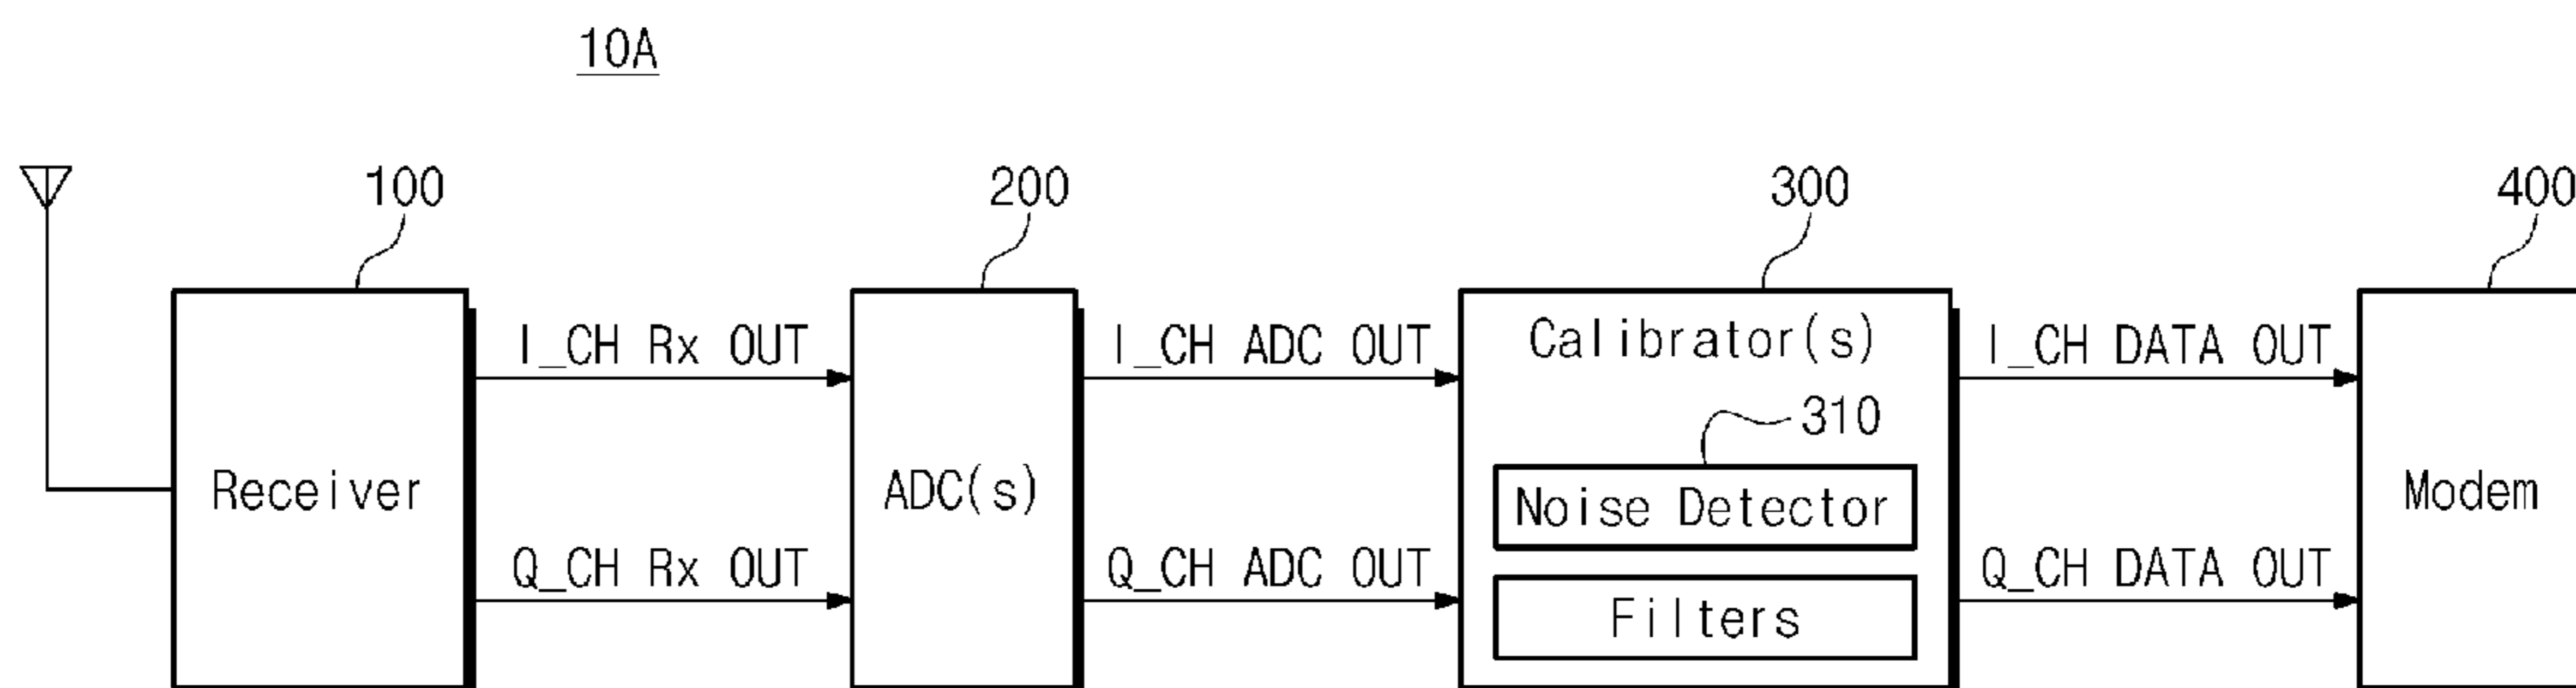 10A
100
200
300
400
I_CH Rx OUT
I_CH ADC OUT
Calibrator(s)
I_CH DATA OUT
310
Receiver
ADC(s)
Noise Detector
Modem
Q_CH Rx OUT
Q_CH ADC OUT
Q_CH DATA OUT
Filters